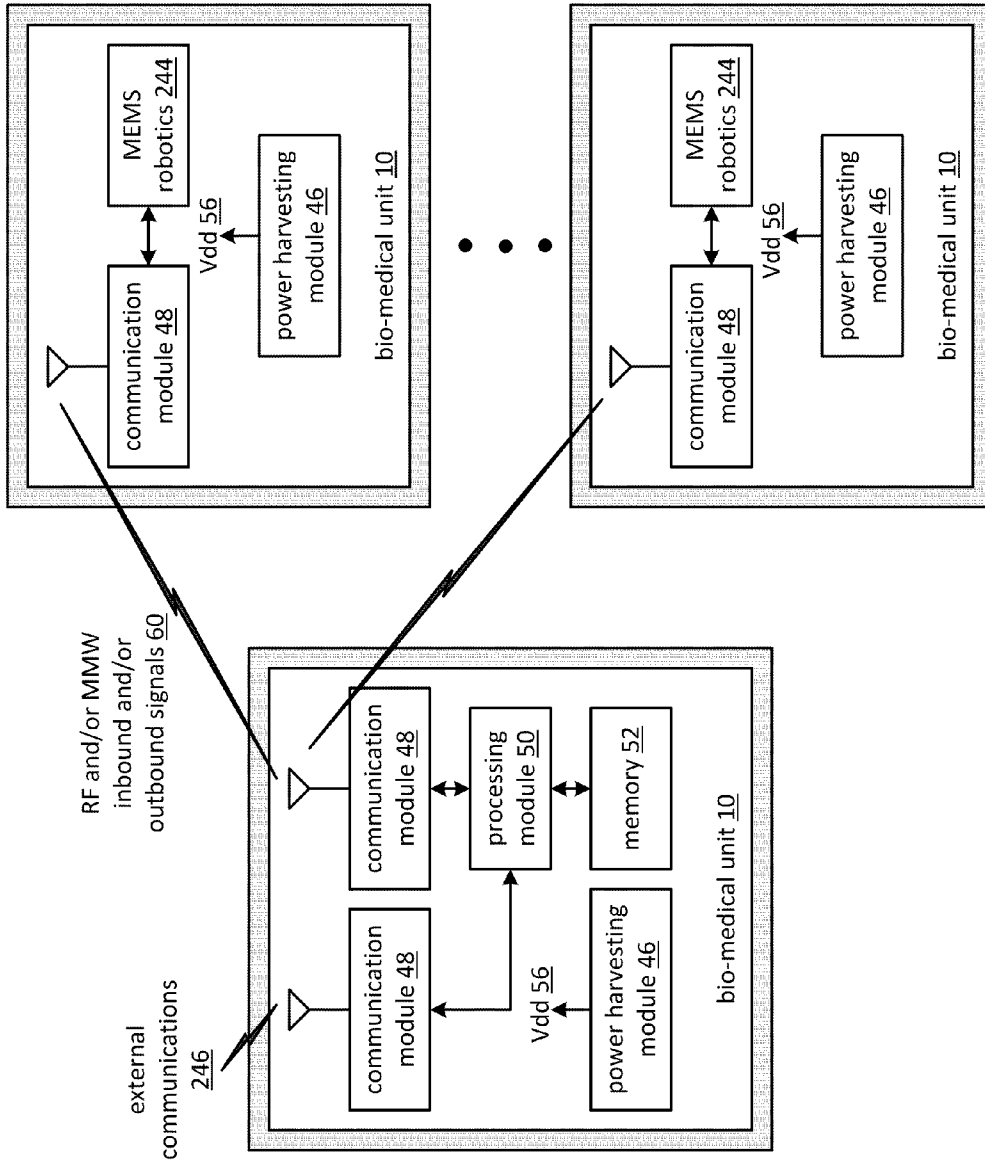 external
communications
246
RF and/or MMW
inbound and/or
outbound signals 60
communication
module 48
communication
module 48
processing
module 50
Vdd 56
power harvesting
module 46
memory 52
bio-medical unit 10
communication
module 48
MEMS
robotics 244
Vdd 56
power harvesting
module 46
bio-medical unit 10
communication
module 48
MEMS
robotics 244
Vdd 56
power harvesting
module 46
bio-medical unit 10